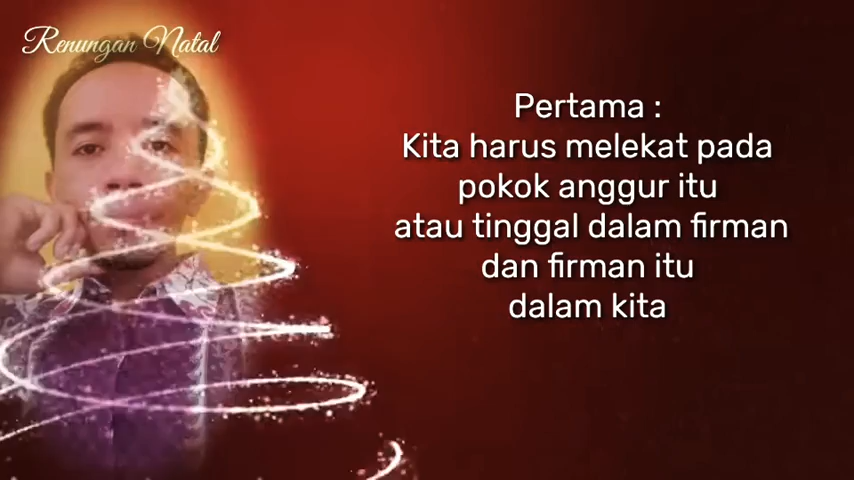 Renungan Natal
Pertama :
Kita harus melekat pada
pokok anggur itu
atau tinggal dalam firman
dan firman itu
dalam kita